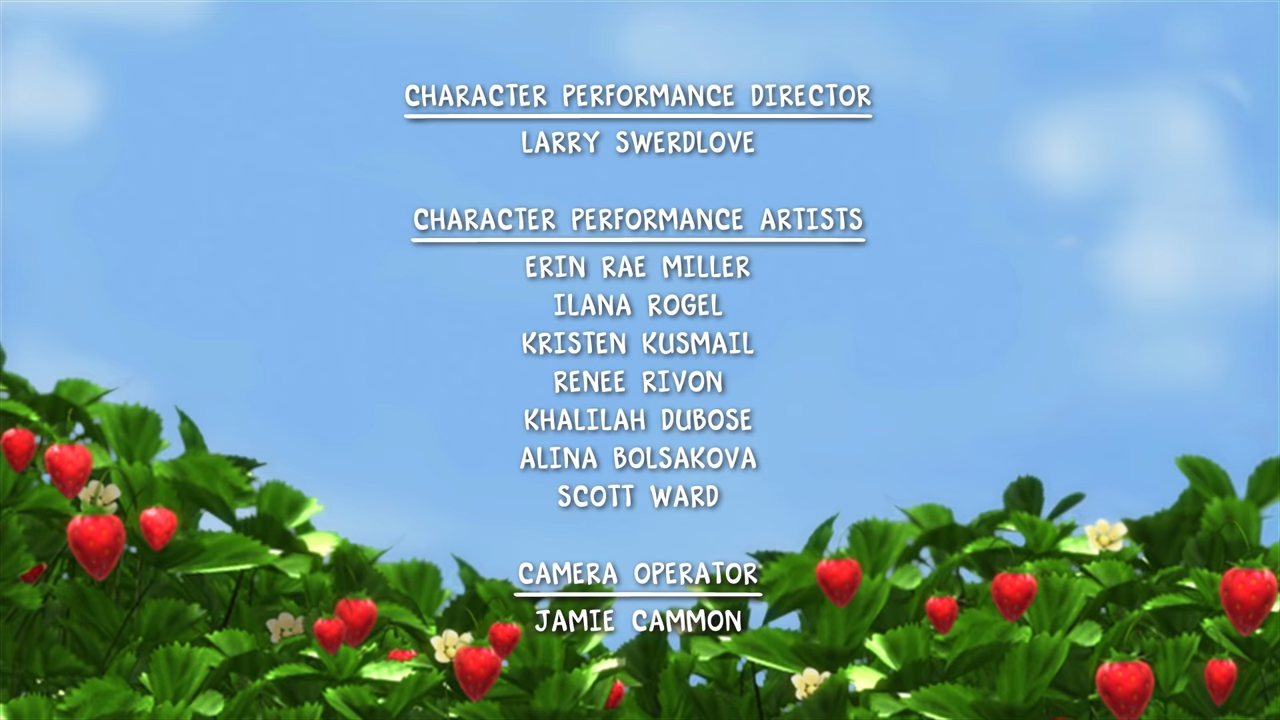 CHARACTER PERFORMANCE DIRECTOR
LARRY SWERDLOVE
CHARACTER PERFORMANCE ARTISTS
ERIN RAE MILLER
ILANA ROGEL
KRISTEN KUSMAIL
RENEE RIVON
KHALILAH DUBOSE
ALINA BOLSAKOVA
SCOTT WARD
CAMERA OPERATOR
JAMIE CAMMON